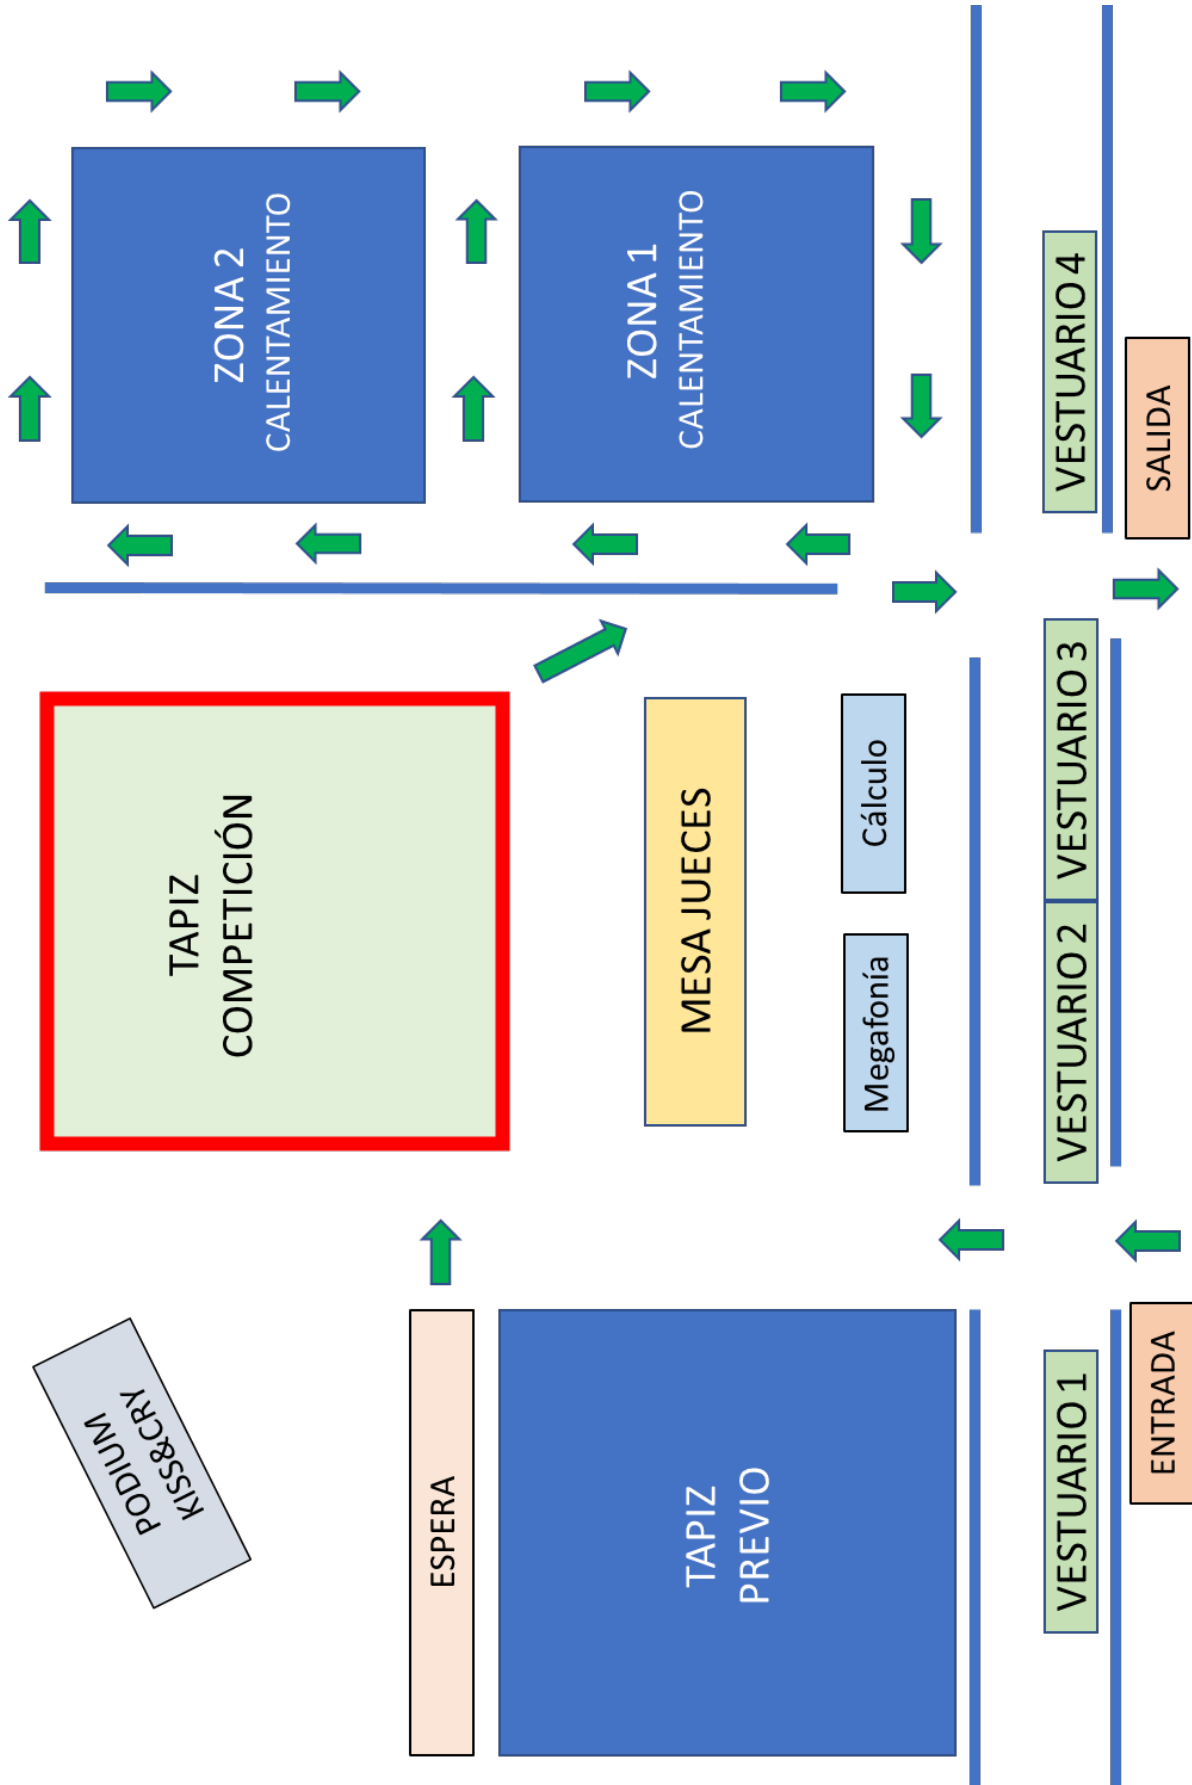 PODIUM
KISS&CRY
TAPIZ
COMPETICIÓN
ZONA 2
CALENTAMIENTO
ESPERA
TAPIZ
PREVIO
MESA JUECES
ZONA 1
CALENTAMIENTO
Megafonía
Cálculo
VESTUARIO 1
VESTUARIO 2
VESTUARIO 3
VESTUARIO 4
ENTRADA
SALIDA